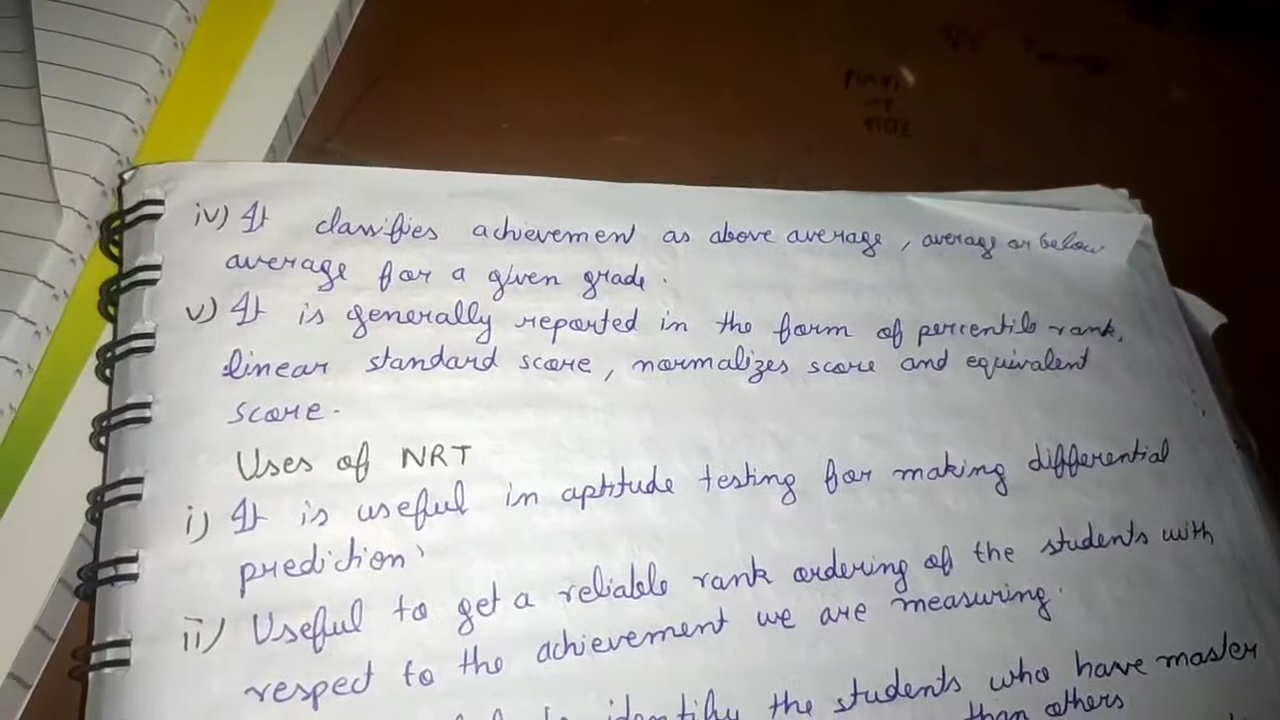 iv) It classifies achievement as above average, average or below
average for a given grade.
v) It is generally reported in the form of percentile rank,
linear standard score, normalizes score and equivalent
score.
Uses of NRT
i) It is useful in aptitude testing for making differential
prediction
ii) Useful to get a reliable rank ordering of the students with
respect to the achievement we are measuring.
identify the students who have master
than others